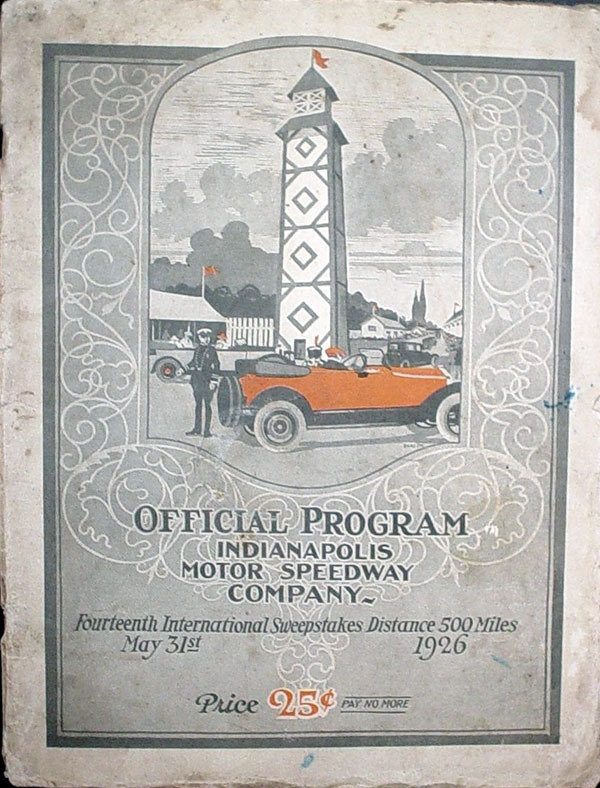 OFFICIAL PROGRAM
INDIANAPOLIS
MOTOR SPEEDWAY
COMPANY~
Fourteenth International Sweepstakes Distance 500 Miles
May 31st 1926
Price 25¢ PAY NO MORE